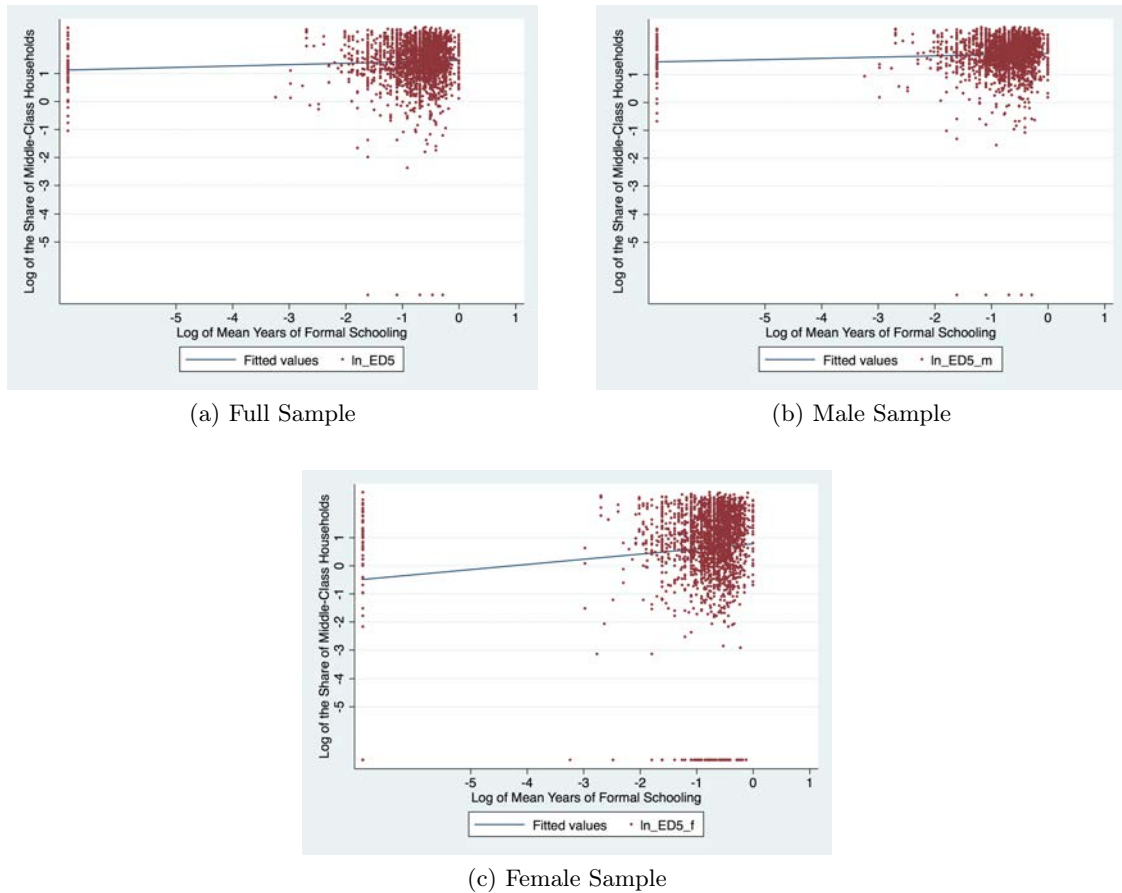 Log of the Share of Middle-Class Households
1
0
-1
-2
-3
-4
-5
-5
-4
-3
-2
-1
0
1
Log of Mean Years of Formal Schooling
Fitted values
ln_ED5
(a) Full Sample
Log of the Share of Middle-Class Households
1
0
-1
-2
-3
-4
-5
-5
-4
-3
-2
-1
0
1
Log of Mean Years of Formal Schooling
Fitted values
ln_ED5_m
(b) Male Sample
Log of the Share of Middle-Class Households
1
0
-1
-2
-3
-4
-5
-5
-4
-3
-2
-1
0
1
Log of Mean Years of Formal Schooling
Fitted values
ln_ED5_f
(c) Female Sample